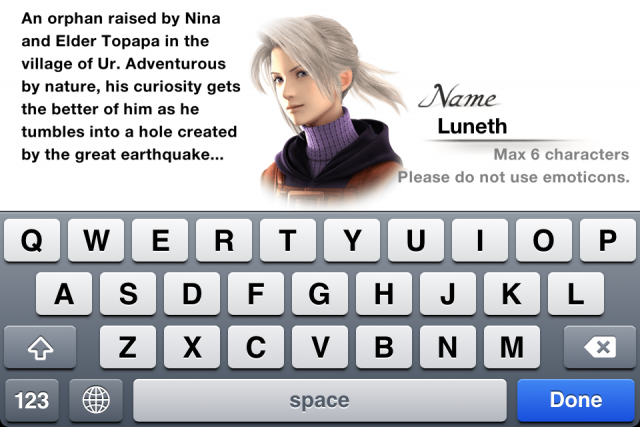 An orphan raised by Nina
and Elder Topapa in the
village of Ur. Adventurous
by nature, his curiosity gets
the better of him as he
tumbles into a hole created
by the great earthquake...
Name
Luneth
Max 6 characters
Please do not use emoticons.
Q W E R T Y U I O P
A S D F G H J K L
Z X C V B N M
123 space Done